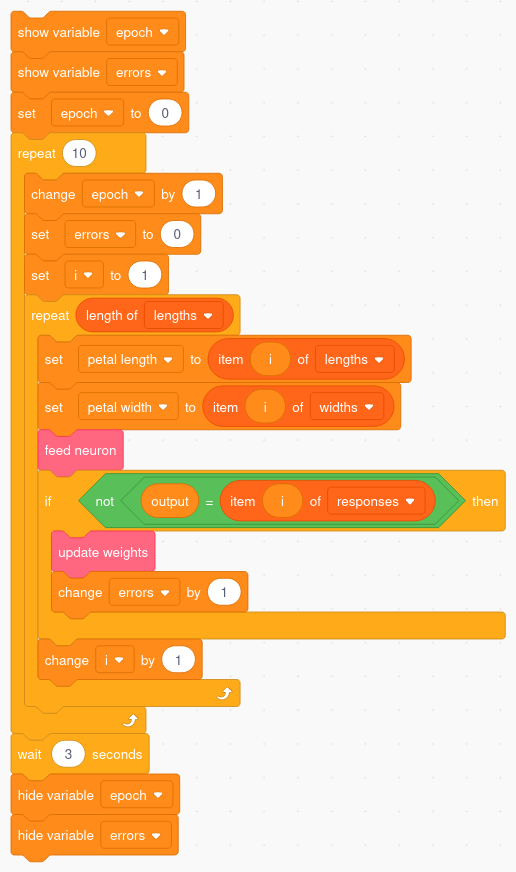 show variable epoch
show variable errors
set epoch to 0
repeat 10
change epoch by 1
set errors to 0
set i to 1
repeat length of lengths
set petal length to item i of lengths
set petal width to item i of widths
feed neuron
if not output = item i of responses then
update weights
change errors by 1
change i by 1
wait 3 seconds
hide variable epoch
hide variable errors